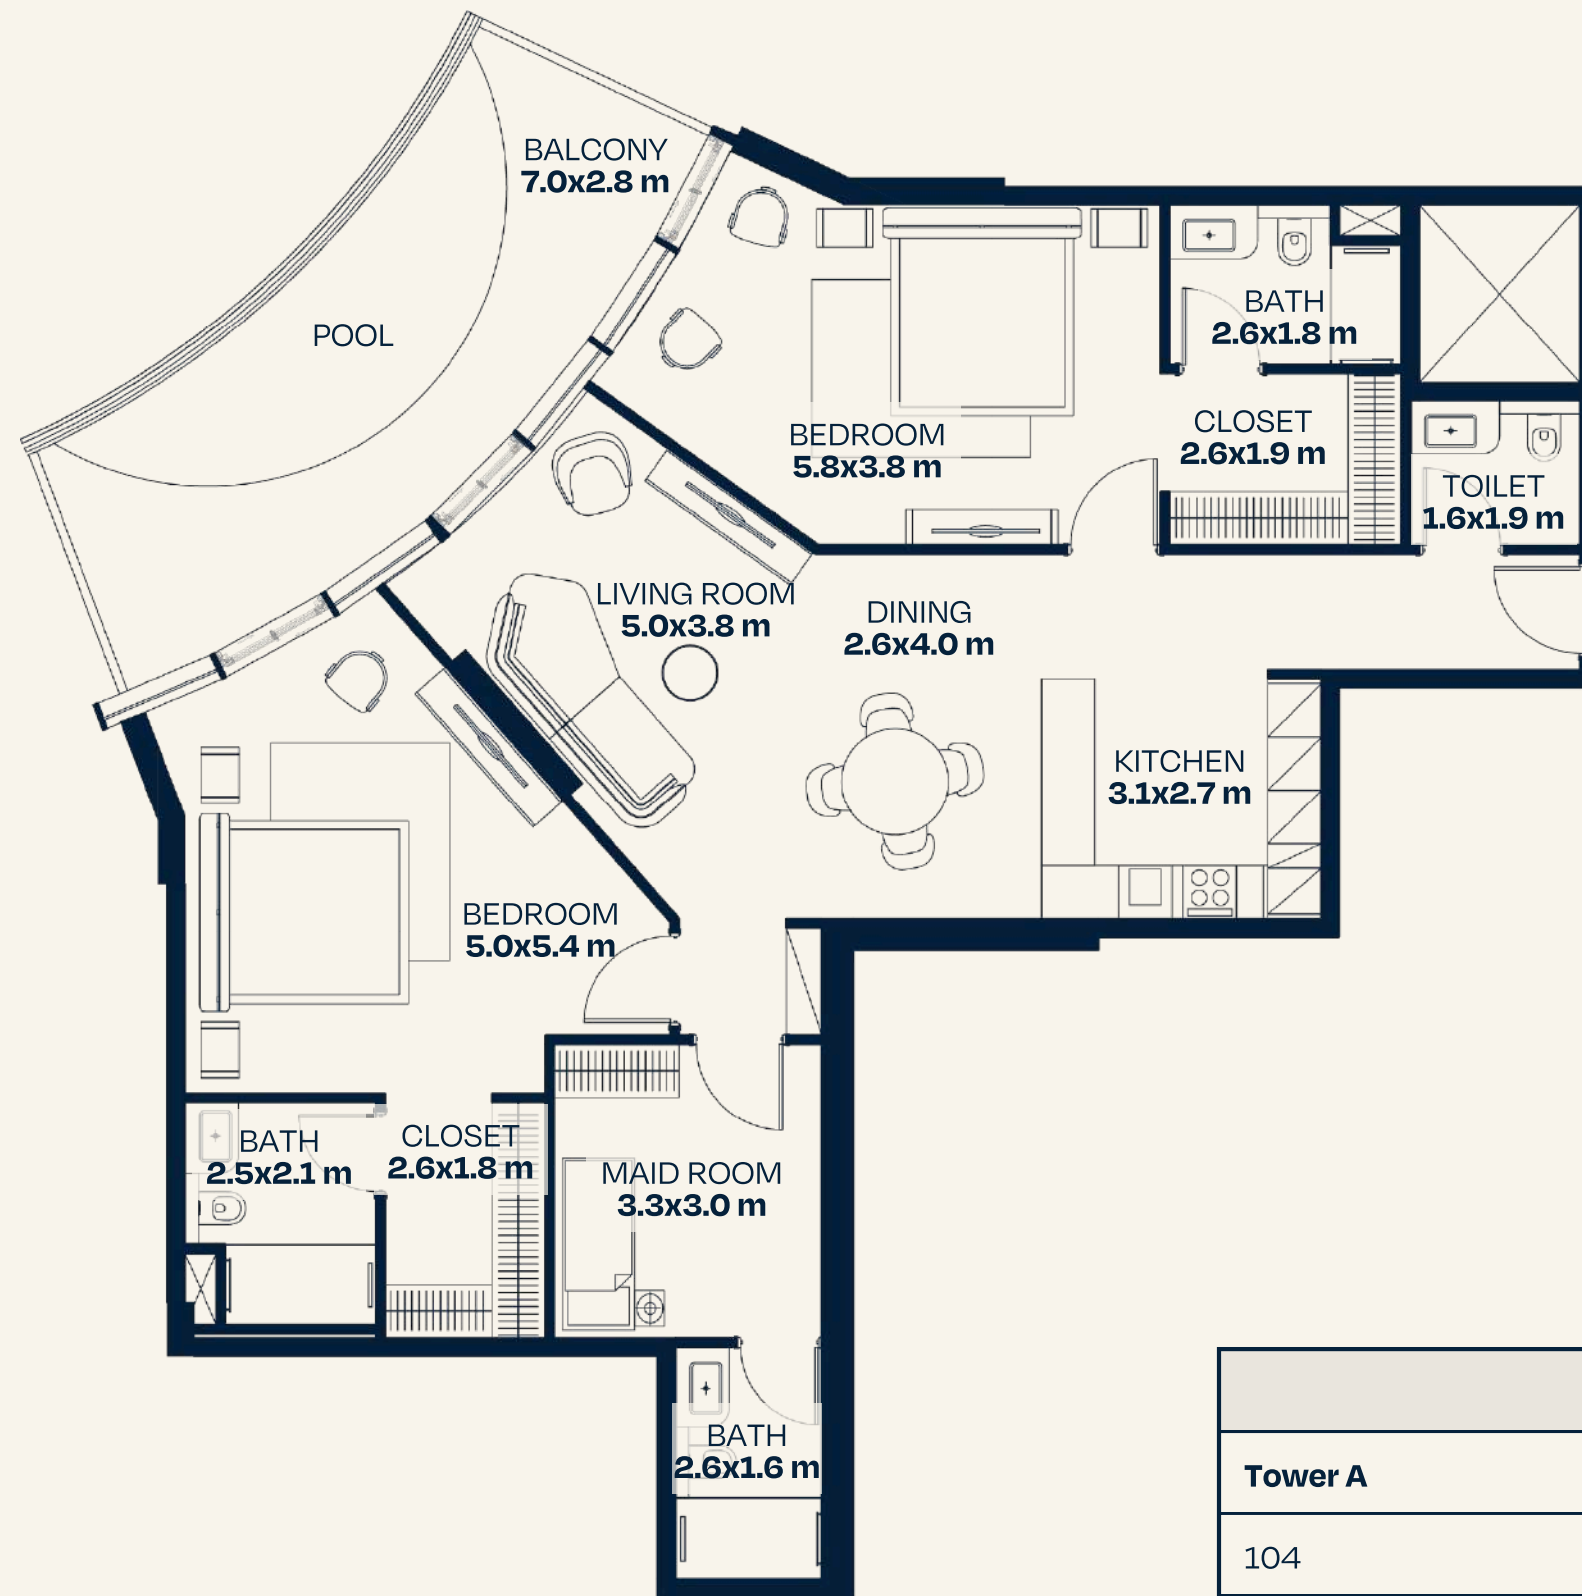 BALCONY
7.0x2.8 m
POOL
BATH
2.6x1.8 m
BEDROOM
5.8x3.8 m
CLOSET
2.6x1.9 m
TOILET
1.6x1.9 m
LIVING ROOM
5.0x3.8 m
DINING
2.6x4.0 m
KITCHEN
3.1x2.7 m
BEDROOM
5.0x5.4 m
BATH
2.5x2.1 m
CLOSET
2.6x1.8 m
MAID ROOM
3.3x3.0 m
BATH
2.6x1.6 m
Tower A
104